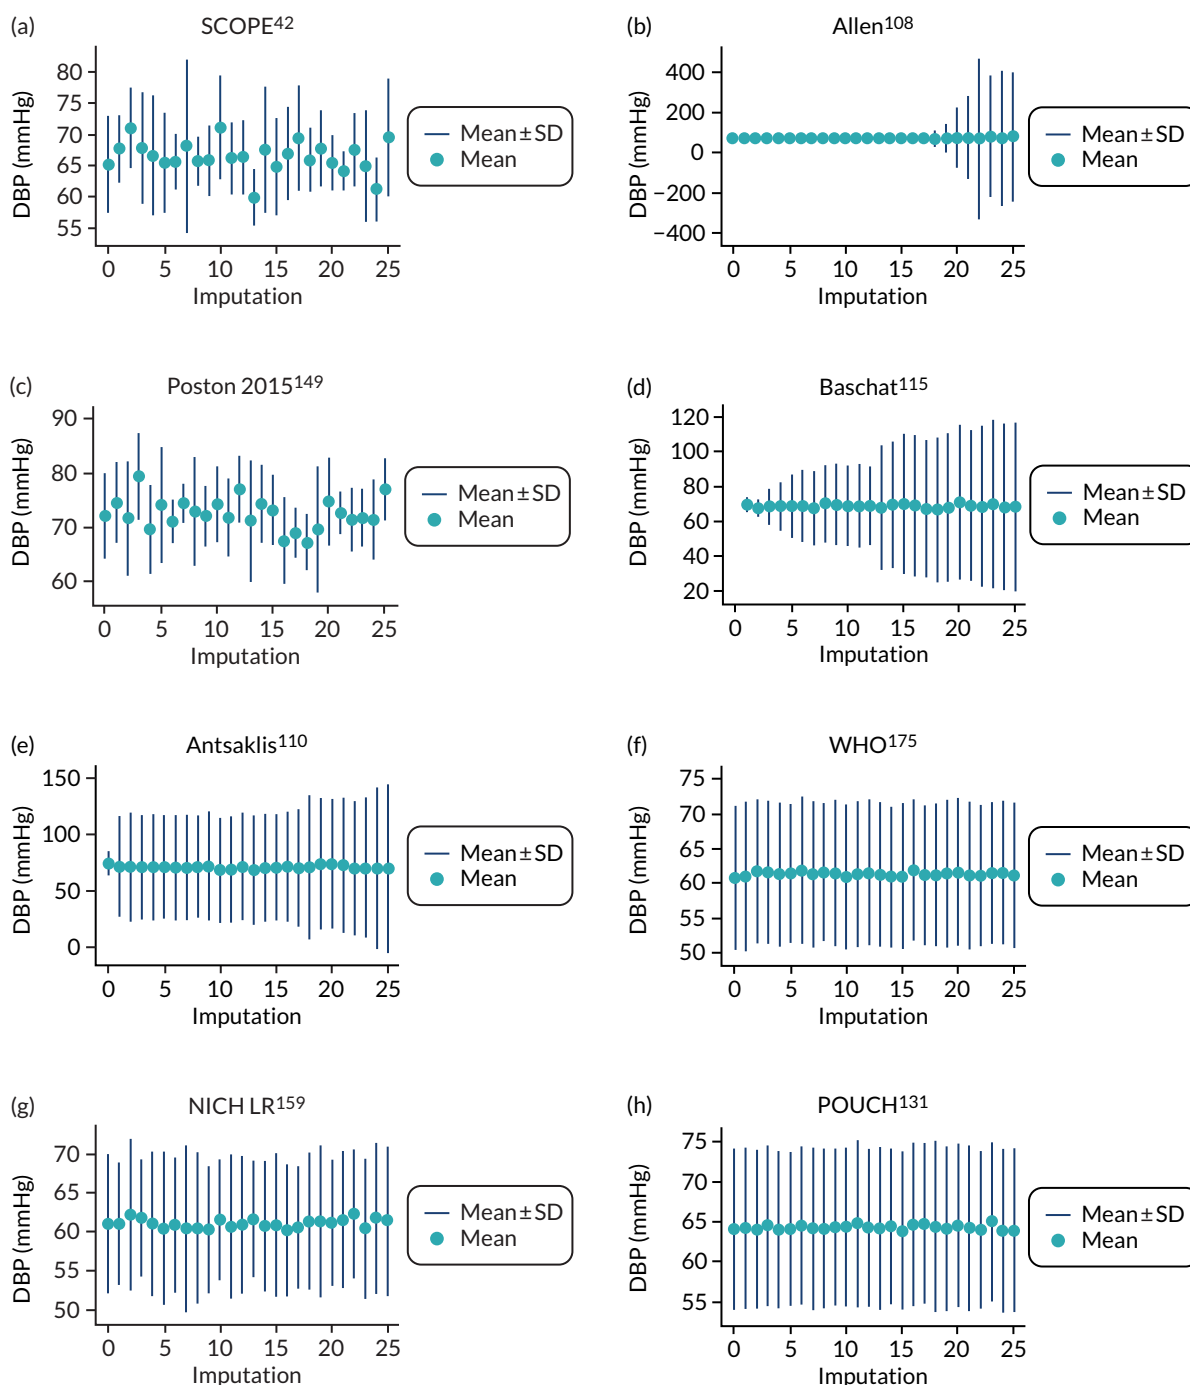 (a)
SCOPE42
80
75
70
65
60
55
DBP (mmHg)
0 5 10 15 20 25
Imputation
Mean ± SD
Mean
(b)
Allen108
400
200
0
−200
−400
DBP (mmHg)
0 5 10 15 20 25
Imputation
Mean ± SD
Mean
(c)
Poston 2015149
90
80
70
60
DBP (mmHg)
0 5 10 15 20 25
Imputation
Mean ± SD
Mean
(d)
Baschat115
120
100
80
60
40
20
DBP (mmHg)
0 5 10 15 20 25
Imputation
Mean ± SD
Mean
(e)
Antsaklis110
150
100
50
0
DBP (mmHg)
0 5 10 15 20 25
Imputation
Mean ± SD
Mean
(f)
WHO175
75
70
65
60
55
50
DBP (mmHg)
0 5 10 15 20 25
Imputation
Mean ± SD
Mean
(g)
NICH LR159
70
65
60
55
50
DBP (mmHg)
0 5 10 15 20 25
Imputation
Mean ± SD
Mean
(h)
POUCH131
75
70
65
60
55
DBP (mmHg)
0 5 10 15 20 25
Imputation
Mean ± SD
Mean